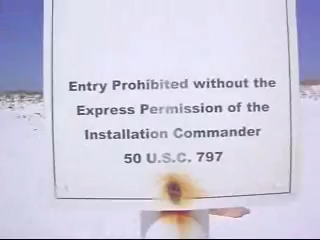 Entry Prohibited without the
Express Permission of the
Installation Commander
50 U.S.C. 797